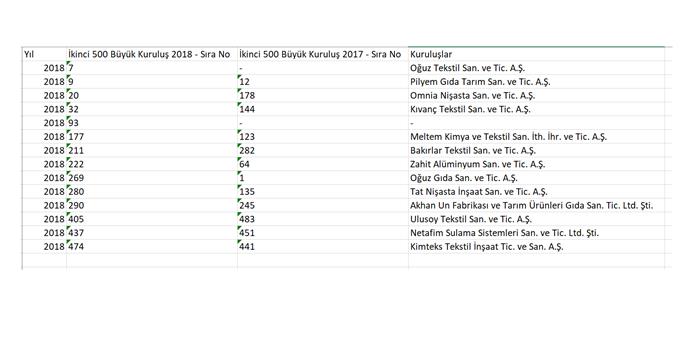 Yıl İkinci 500 Büyük Kuruluş 2018 - Sıra No İkinci 500 Büyük Kuruluş 2017 - Sıra No Kuruluşlar
2018 7 - Oğuz Tekstil San. ve Tic. A.Ş.
2018 9 12 Pilyem Gıda Tarım San. ve Tic. A.Ş.
2018 20 178 Omnia Nişasta San. ve Tic. A.Ş.
2018 32 144 Kıvanç Tekstil San. ve Tic. A.Ş.
2018 93 - -
2018 177 123 Meltem Kimya ve Tekstil San. İth. İhr. ve Tic. A.Ş.
2018 211 282 Bakırlar Tekstil San. ve Tic. A.Ş.
2018 222 64 Zahit Alüminyum San. ve Tic. A.Ş.
2018 269 1 Oğuz Gıda San. ve Tic. A.Ş.
2018 280 135 Tat Nişasta İnşaat San. ve Tic. A.Ş.
2018 290 245 Akhan Un Fabrikası ve Tarım Ürünleri Gıda San. Tic. Ltd. Şti.
2018 405 483 Ulusoy Tekstil San. ve Tic. A.Ş.
2018 437 451 Netafim Sulama Sistemleri San. ve Tic. Ltd. Şti.
2018 474 441 Kimteks Tekstil İnşaat Tic. ve San. A.Ş.